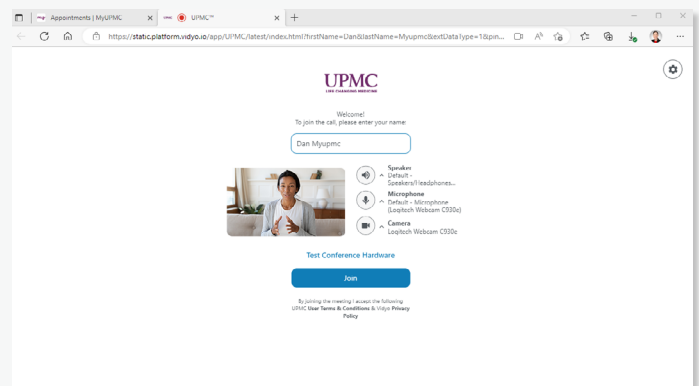 Appointments | MyUPMC
UPMC™
https://static.platform.vidyo.io/app/UPMC/latest/index.html?firstName=Dan&lastName=Myupmc&extDataType=1&pin...
UPMC
LIFE CHANGING MEDICINE
Welcome!
To join the call, please enter your name:
Dan Myupmc
Speaker
Default -
Speakers/Headphones...
Microphone
Default - Microphone
(Logitech Webcam C930e)
Camera
Logitech Webcam C930e
Test Conference Hardware
Join
By joining the meeting I accept the following
UPMC User Terms & Conditions & Vidyo Privacy
Policy